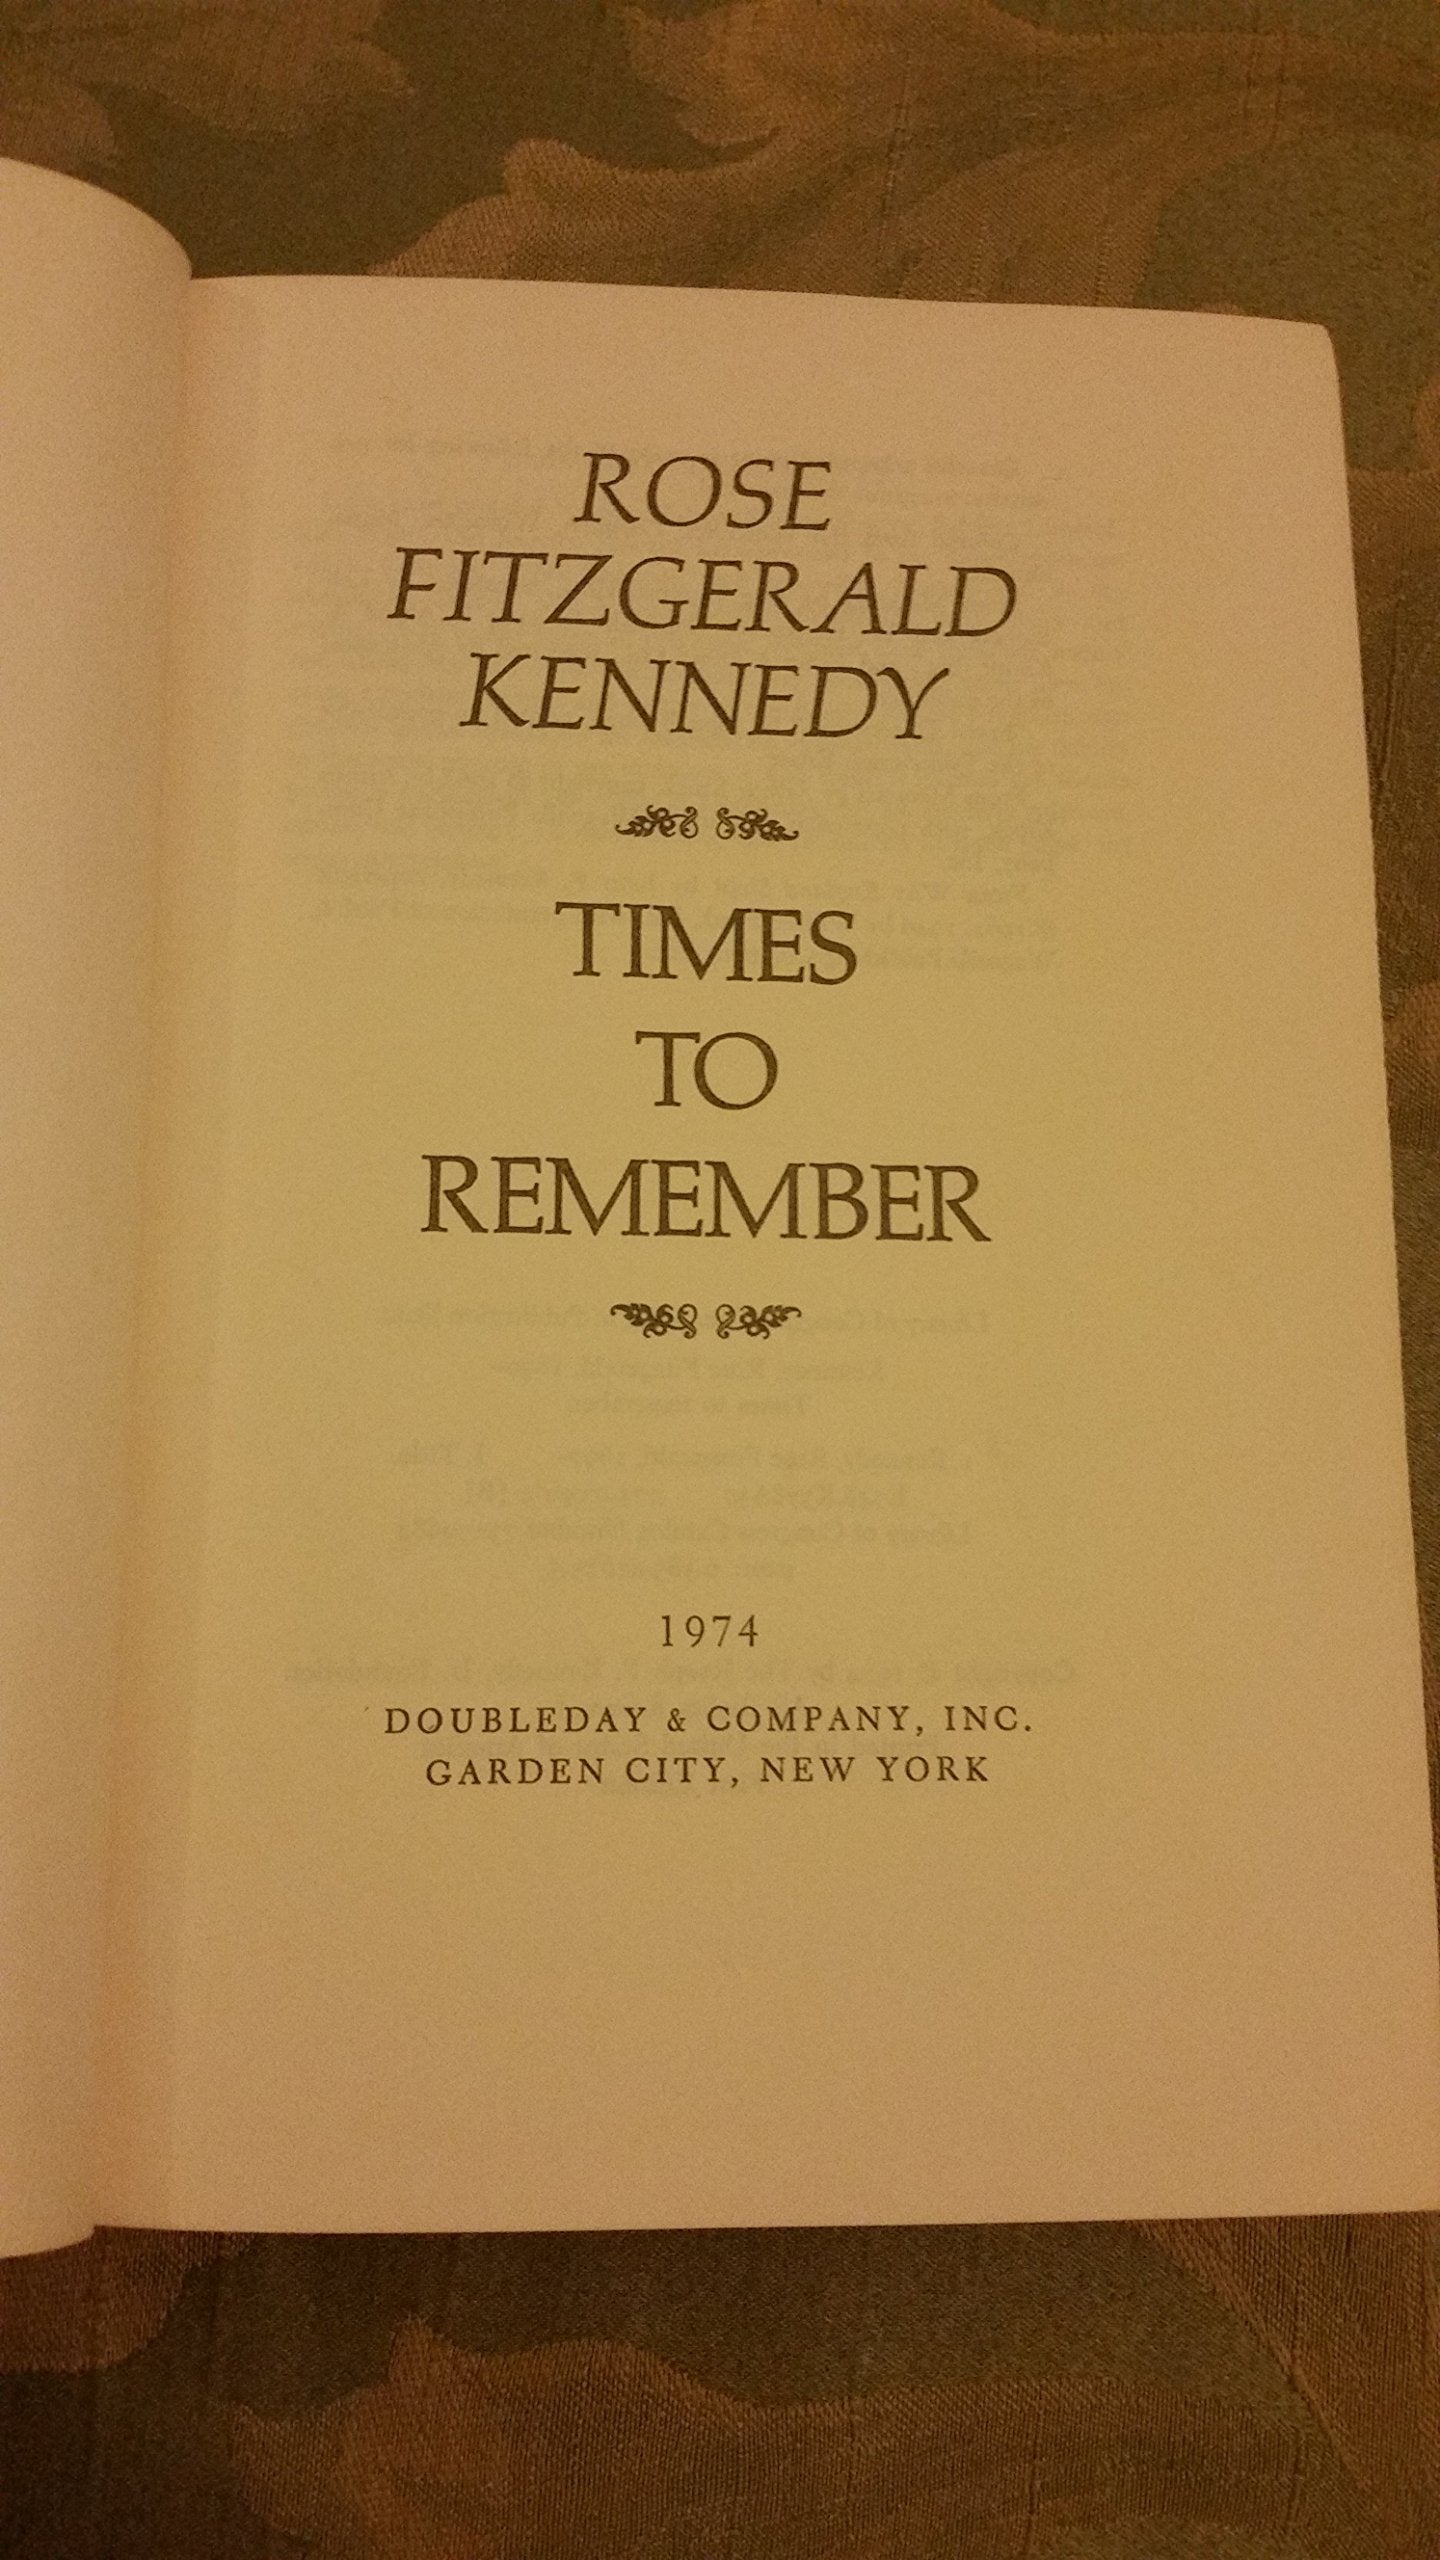 ROSE
FITZGERALD
KENNEDY
TIMES
TO
REMEMBER
1974
DOUBLEDAY & COMPANY, INC.
GARDEN CITY, NEW YORK